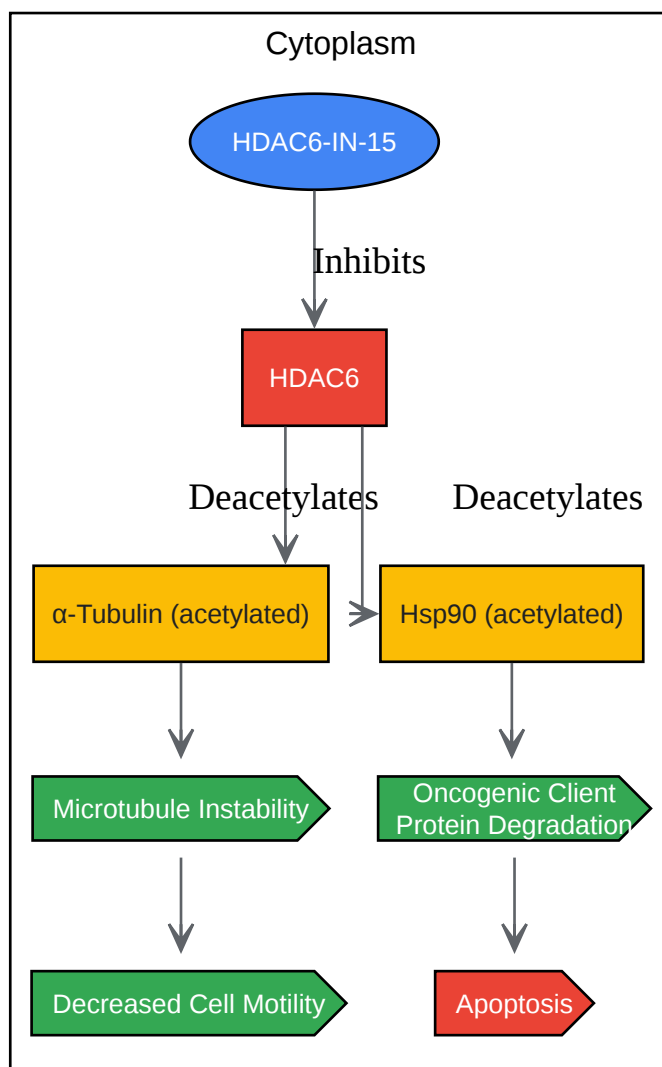 Cytoplasm
HDAC6-IN-15
Inhibits
HDAC6
Deacetylates
Deacetylates
α-Tubulin (acetylated)
Hsp90 (acetylated)
Microtubule Instability
Oncogenic Client
Protein Degradation
Decreased Cell Motility
Apoptosis